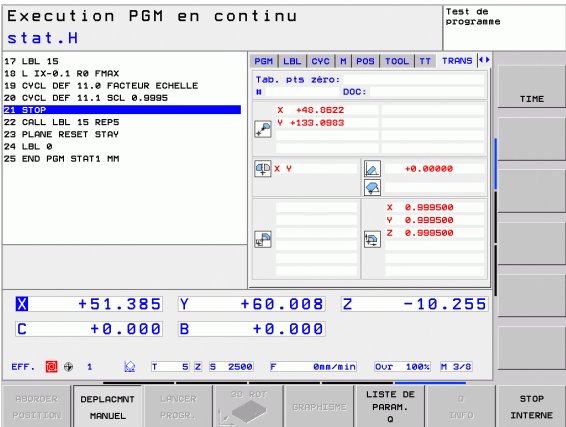 Execution PGM en continu
Test de programme
stat.H
17 LBL 15
18 L IX-0.1 R0 FMAX
19 CYCL DEF 11.0 FACTEUR ECHELLE
20 CYCL DEF 11.1 SCL 0.9995
21 STOP
22 CALL LBL 15 REP5
23 PLANE RESET STAY
24 LBL 0
25 END PGM STAT1 MM
PGM LBL CYC M POS TOOL TT TRANS
Tab. pts zéro:
# DOC:
X +48.8622
Y +133.0983
X Y
+0.00000
X 0.999500
Y 0.999500
Z 0.999500
TIME
X +51.385 Y +60.008 Z -10.255
C +0.000 B +0.000
EFF. 1 T 5 Z S 2500 F 0mm/min Ovr 100% M 3/8
ABORDER POSITION
DEPLACMNT MANUEL
LANCER PROGR.
3D ROT
GRAPHISME
LISTE DE PARAM. Q
Q INFO
STOP INTERNE